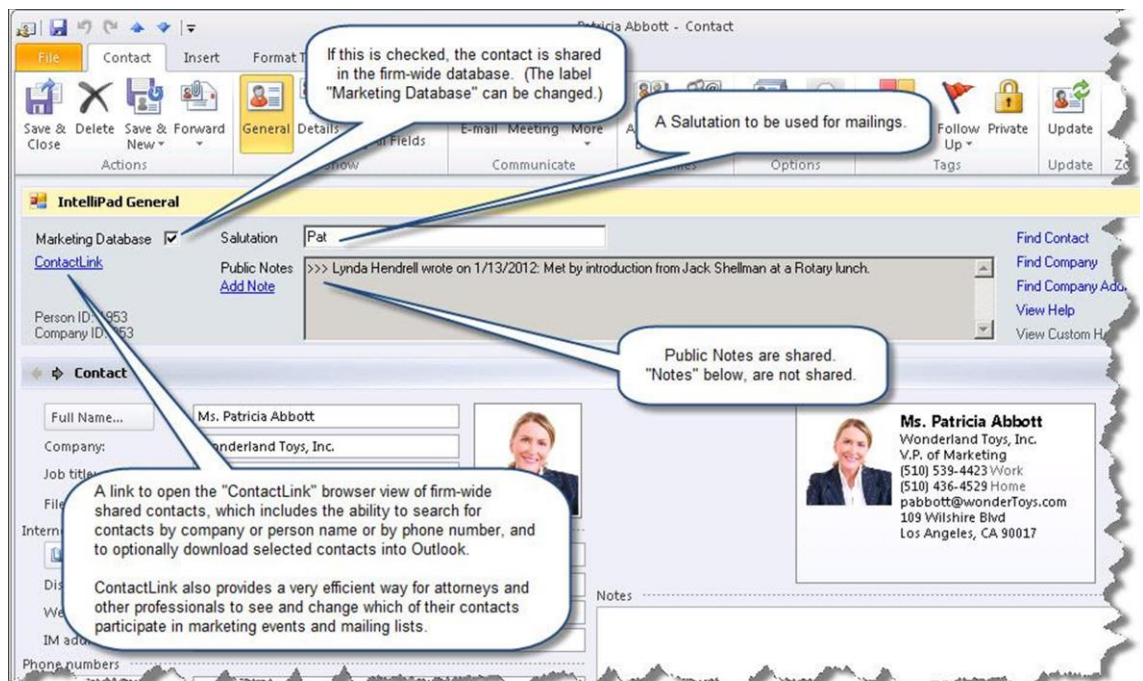 Patricia Abbott - Contact
File Contact Insert Format T
If this is checked, the contact is shared
in the firm-wide database. (The label
"Marketing Database" can be changed.)
Save & Close Delete Save & New Forward General Details Fields E-mail Meeting More Follow Up Private Update
A Salutation to be used for mailings.
Actions Communicate Options Tags Update
IntelliPad General
Marketing Database Salutation Pat Find Contact
ContactLink Public Notes >>> Lynda Hendrell wrote on 1/13/2012: Met by introduction from Jack Shellman at a Rotary lunch. Find Company
Add Note Find Company
View Help
Person ID: 953
Company ID: 953
View Custom
Public Notes are shared.
"Notes" below, are not shared.
Contact
Full Name... Ms. Patricia Abbott
Company: Wonderland Toys, Inc.
Job title:
Ms. Patricia Abbott
Wonderland Toys, Inc.
V.P. of Marketing
(510) 539-4423 Work
(510) 436-4529 Home
pabbott@wonderToys.com
109 Wilshire Blvd
Los Angeles, CA 90017
A link to open the "ContactLink" browser view of firm-wide
shared contacts, which includes the ability to search for
contacts by company or person name or by phone number, and
to optionally download selected contacts into Outlook.
ContactLink also provides a very efficient way for attorneys and
other professionals to see and change which of their contacts
participate in marketing events and mailing lists.
Notes
IM add
Phone numbers